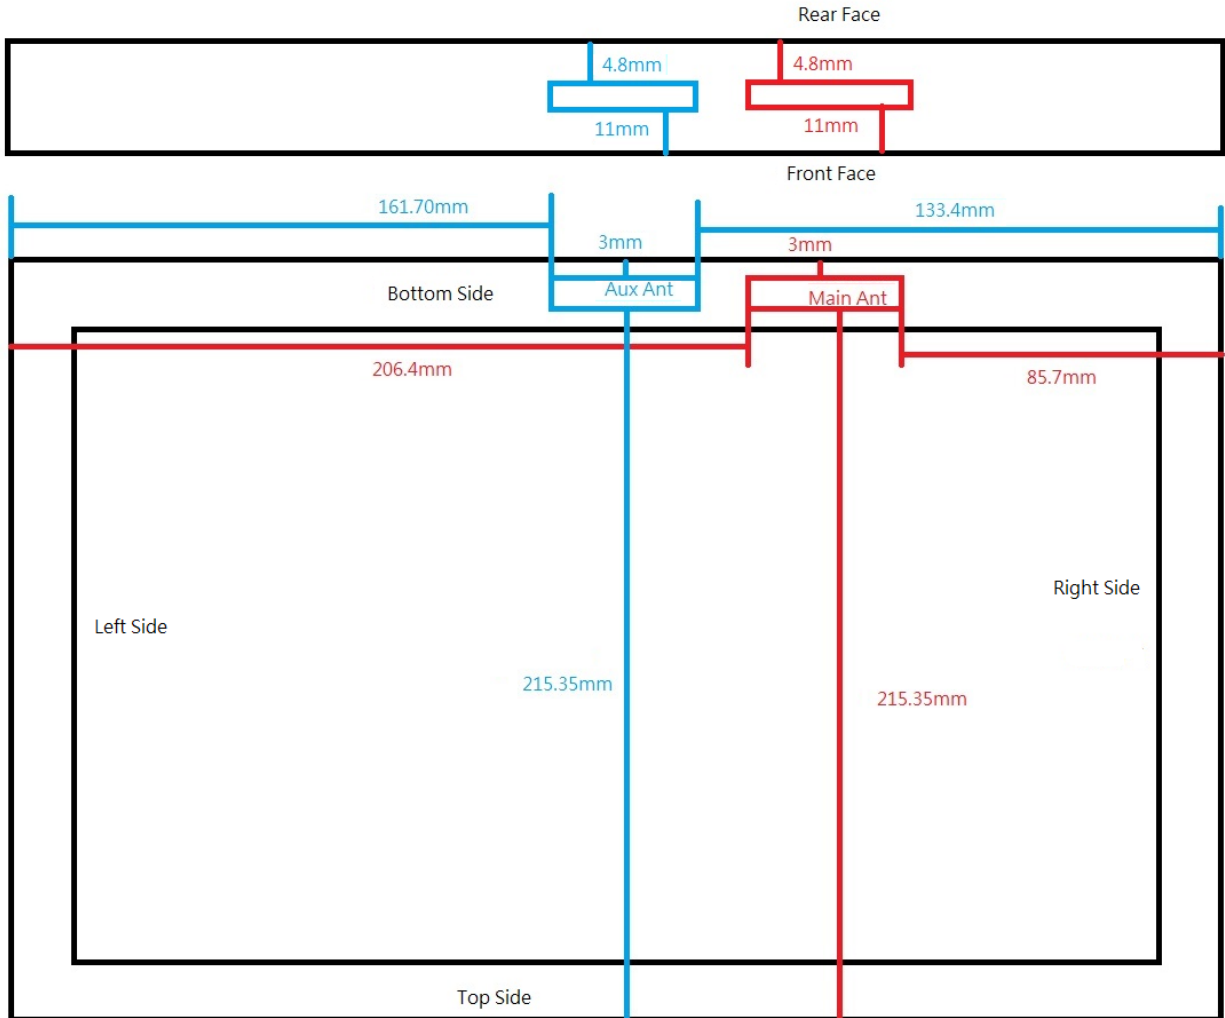 Rear Face
4.8mm
4.8mm
11mm
11mm
Front Face
161.70mm
133.4mm
3mm
3mm
Bottom Side
Aux Ant
Main Ant
206.4mm
85.7mm
Right Side
Left Side
215.35mm
215.35mm
Top Side